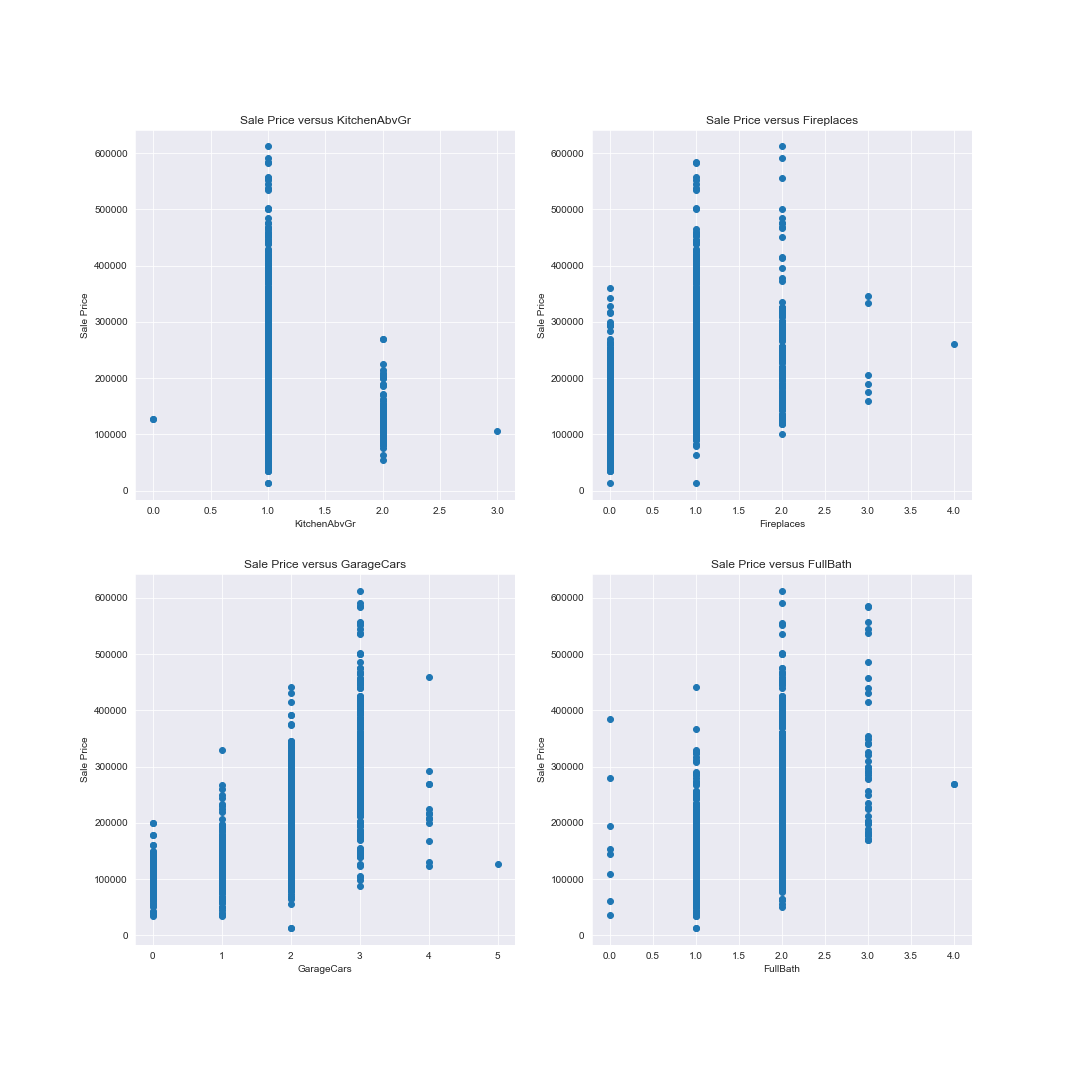 Sale Price versus KitchenAbvGr
600000
500000
400000
300000
200000
100000
0
Sale Price
0.0 0.5 1.0 1.5 2.0 2.5 3.0
KitchenAbvGr
Sale Price versus Fireplaces
600000
500000
400000
300000
200000
100000
0
Sale Price
0.0 0.5 1.0 1.5 2.0 2.5 3.0 3.5 4.0
Fireplaces
Sale Price versus GarageCars
600000
500000
400000
300000
200000
100000
0
Sale Price
0 1 2 3 4 5
GarageCars
Sale Price versus FullBath
600000
500000
400000
300000
200000
100000
0
Sale Price
0.0 0.5 1.0 1.5 2.0 2.5 3.0 3.5 4.0
FullBath